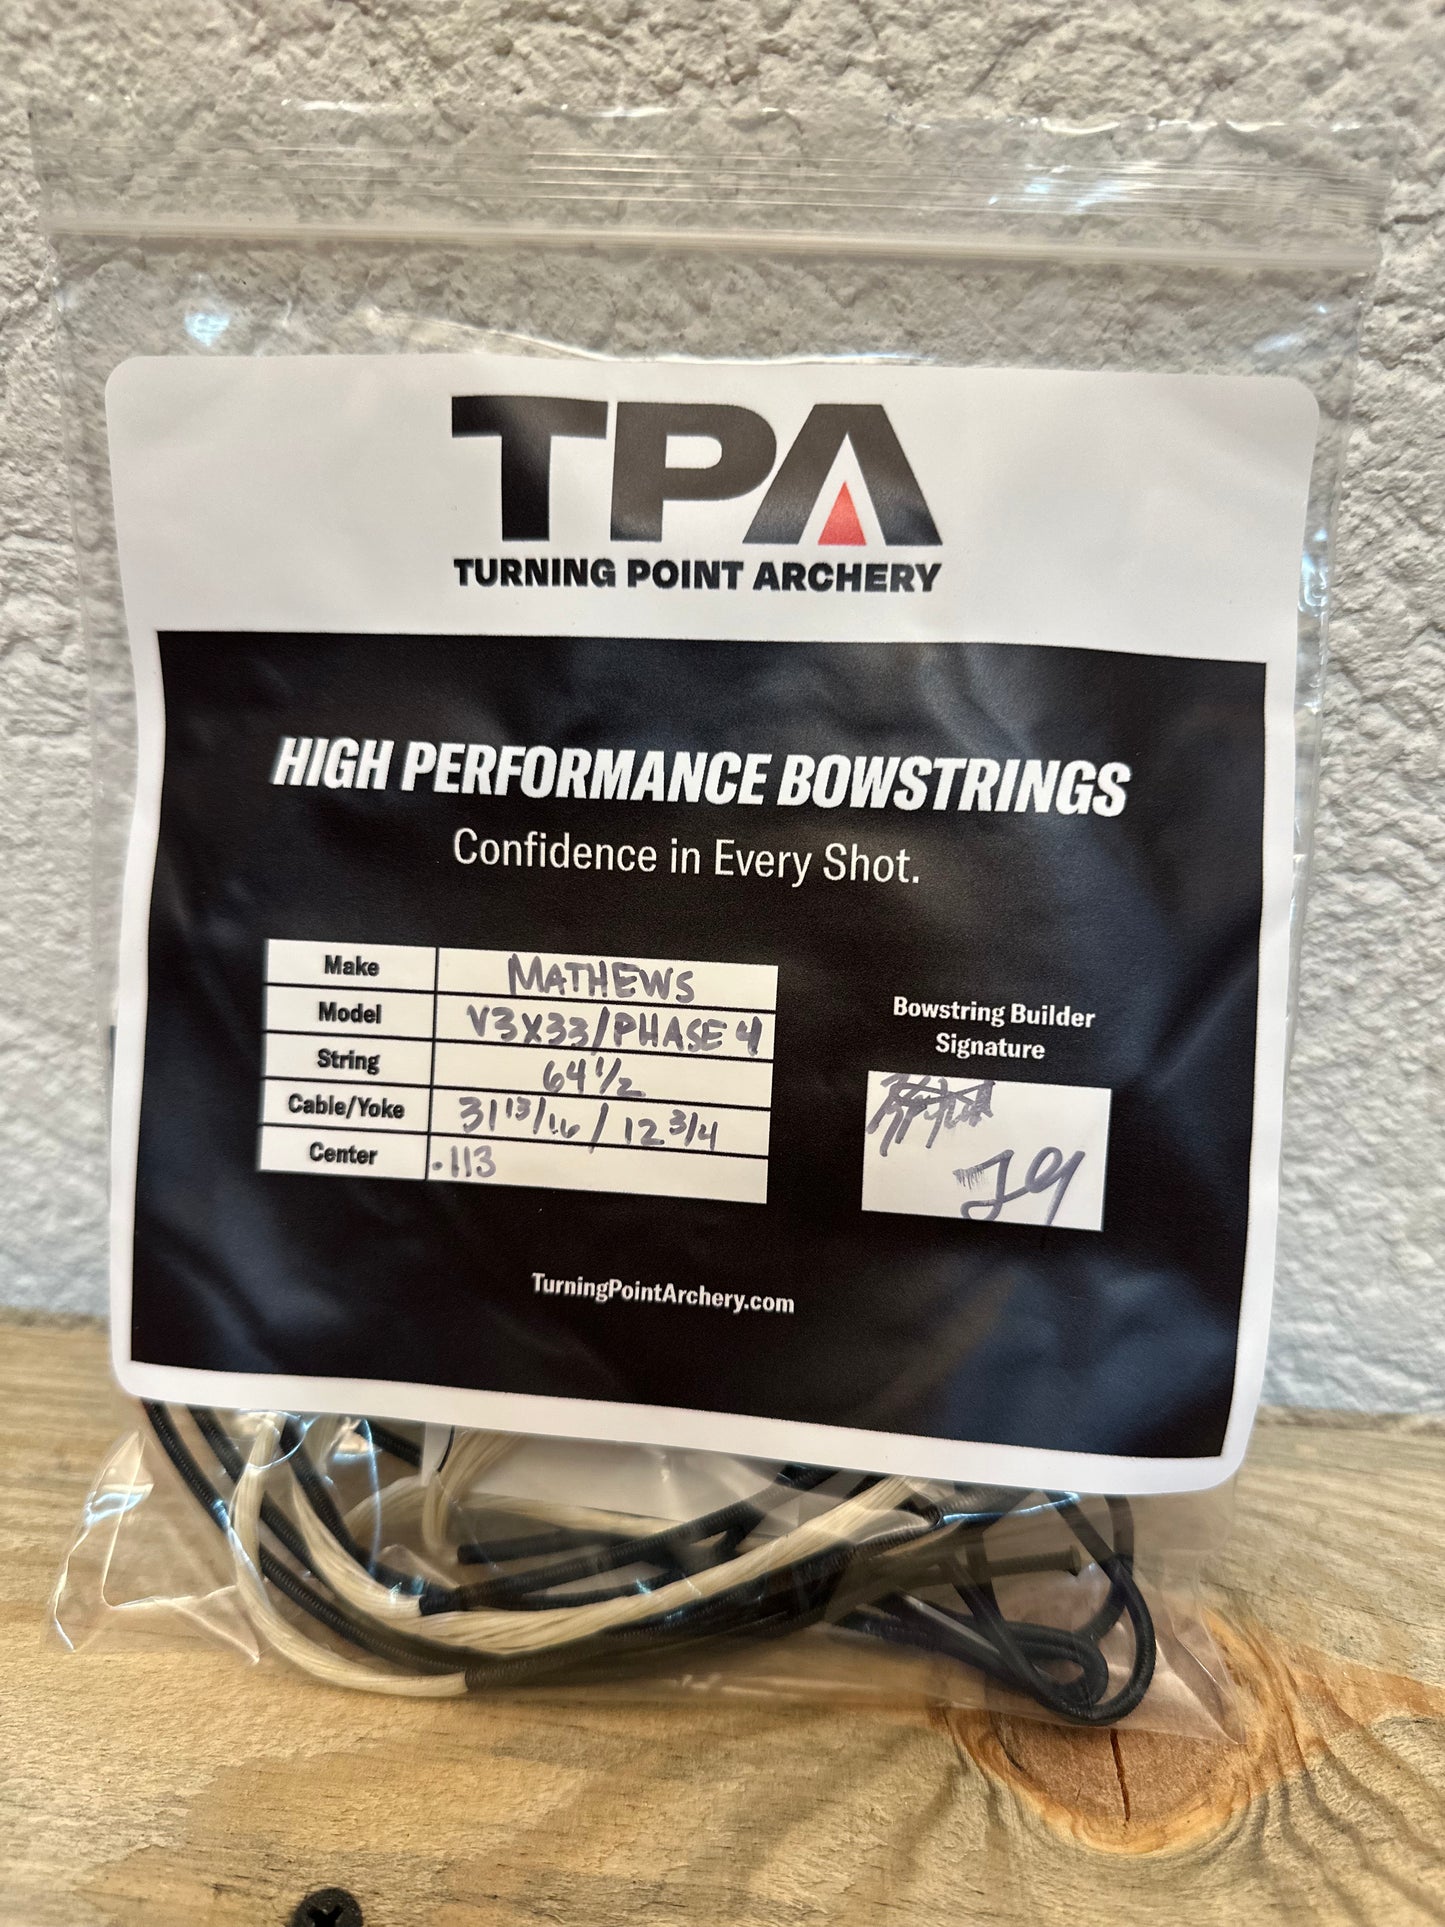 TPA
TURNING POINT ARCHERY
HIGH PERFORMANCE BOWSTRINGS
Confidence in Every Shot.
Make MATHEWS
Model V3X33/PHASE 4
String 64 1/2
Cable/Yoke 31 13/16 / 12 3/4
Center .113
Bowstring Builder
Signature
TurningPointArchery.com